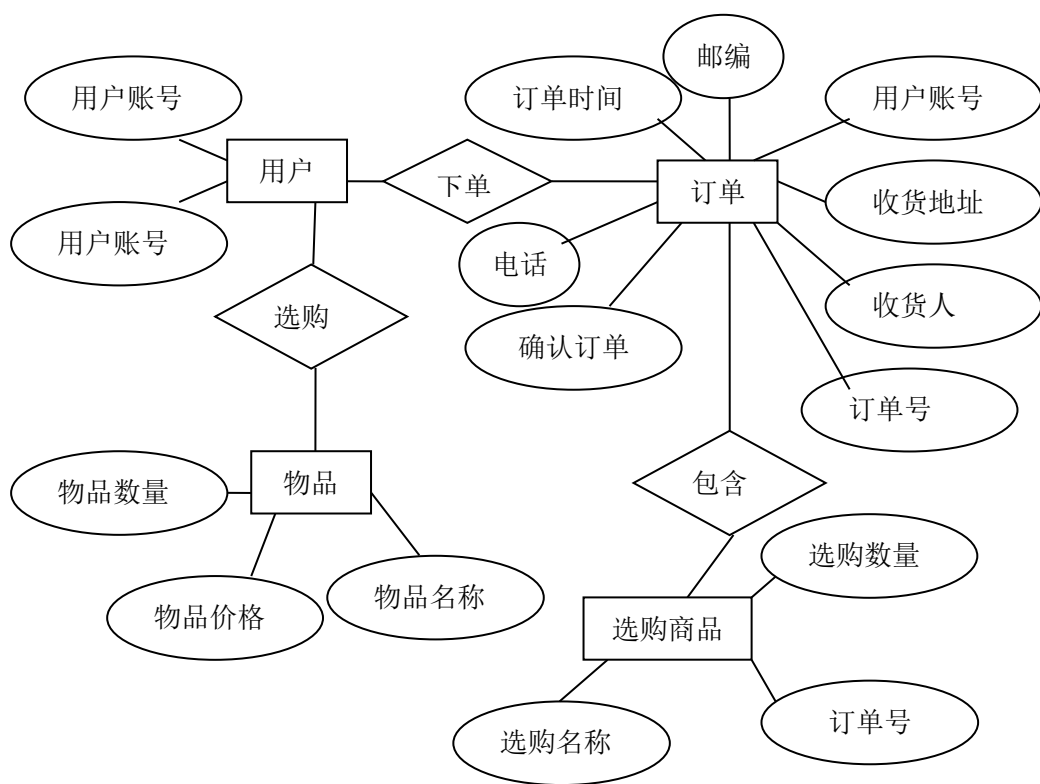 邮编
用户账号
订单时间
用户账号
用户
下单
订单
收货地址
用户账号
电话
选购
收货人
确认订单
订单号
物品数量
物品
包含
选购数量
物品价格
物品名称
选购商品
选购名称
订单号